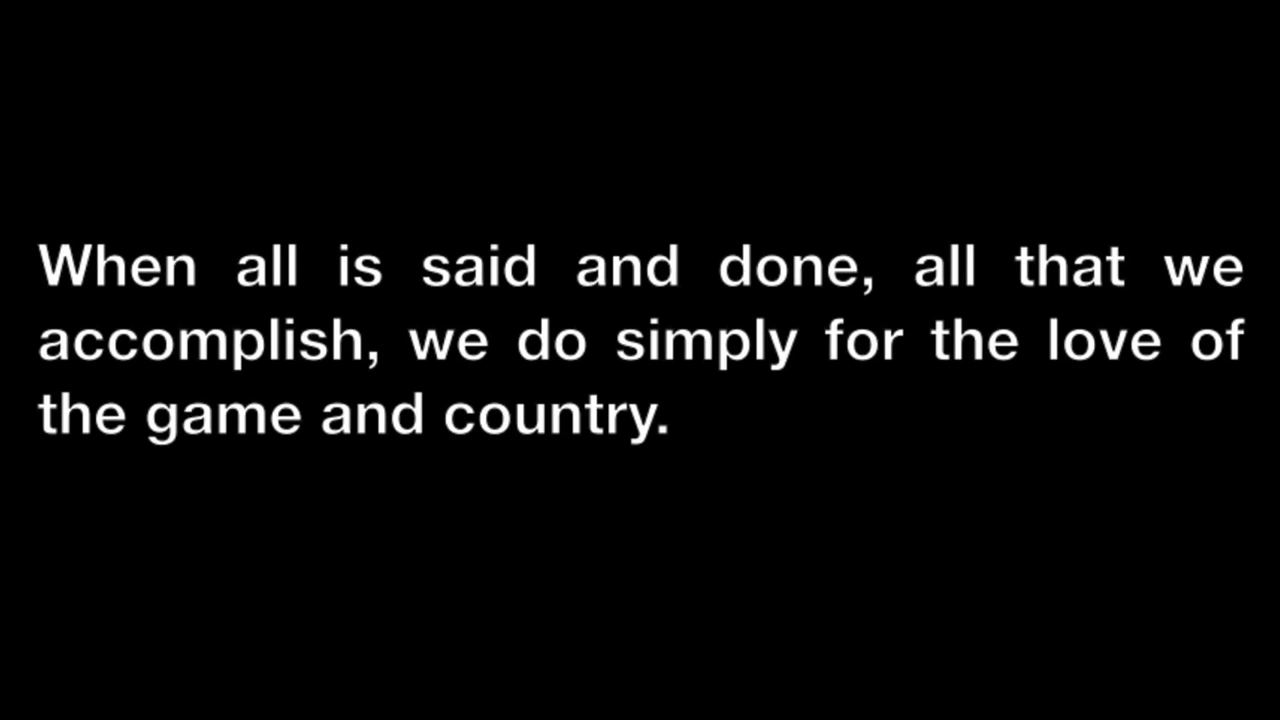 When all is said and done, all that we
accomplish, we do simply for the love of
the game and country.